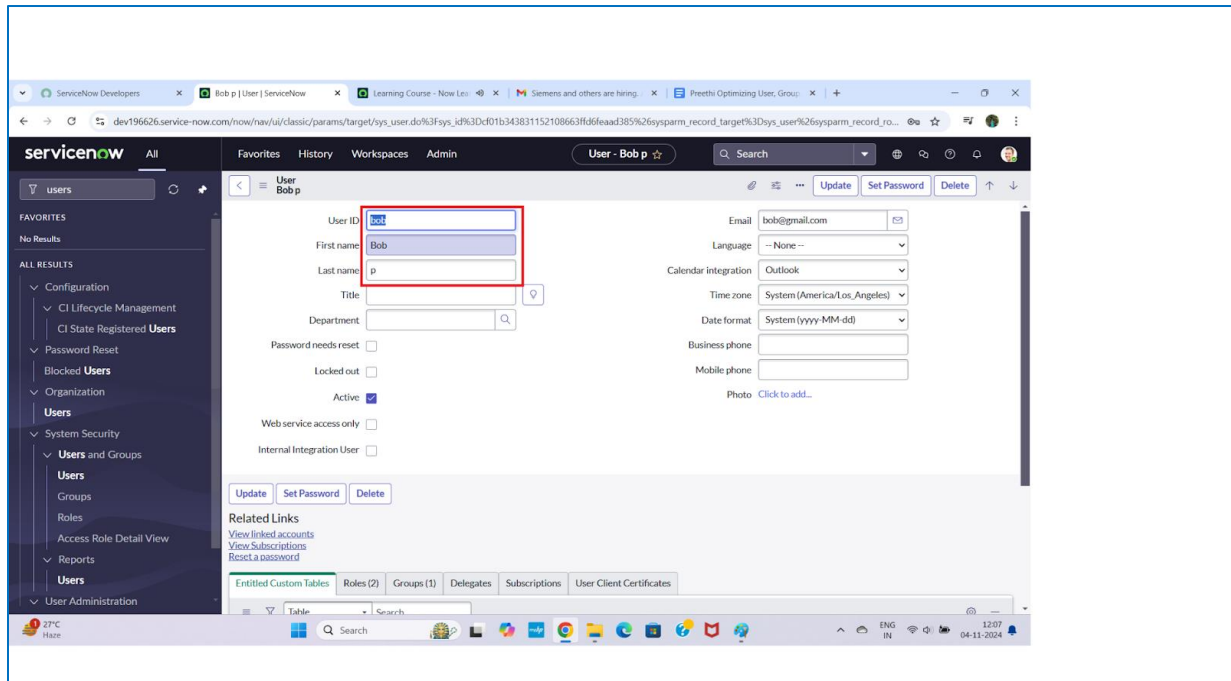 ServiceNow Developers Bob p | User | ServiceNow Learning Course - Now Lea Siemens and others are hiring. Preethi Optimizing User, Group
dev196626.service-now.com/now/nav/ui/classic/params/target/sys_user.do%3Fsys_id%3Dcf01b343831152108663ffd6feaad385%26sysparm_record_target%3Dsys_user%26sysparm_record_ro...
servicenow All Favorites History Workspaces Admin User - Bob p Search
users
User
Bob p
Update Set Password Delete
FAVORITES
No Results
ALL RESULTS
Configuration
CI Lifecycle Management
CI State Registered Users
Password Reset
Blocked Users
Organization
Users
System Security
Users and Groups
Users
Groups
Roles
Access Role Detail View
Reports
Users
User Administration
User ID bob
First name Bob
Last name p
Title
Department
Password needs reset
Locked out
Active
Web service access only
Internal Integration User
Email bob@gmail.com
Language -- None --
Calendar integration Outlook
Time zone System (America/Los_Angeles)
Date format System (yyyy-MM-dd)
Business phone
Mobile phone
Photo Click to add...
Update Set Password Delete
Related Links
View linked accounts
View Subscriptions
Reset a password
Entitled Custom Tables Roles (2) Groups (1) Delegates Subscriptions User Client Certificates
Table Search
1 27°C
Haze
Search
ENG
IN
12:07
04-11-2024